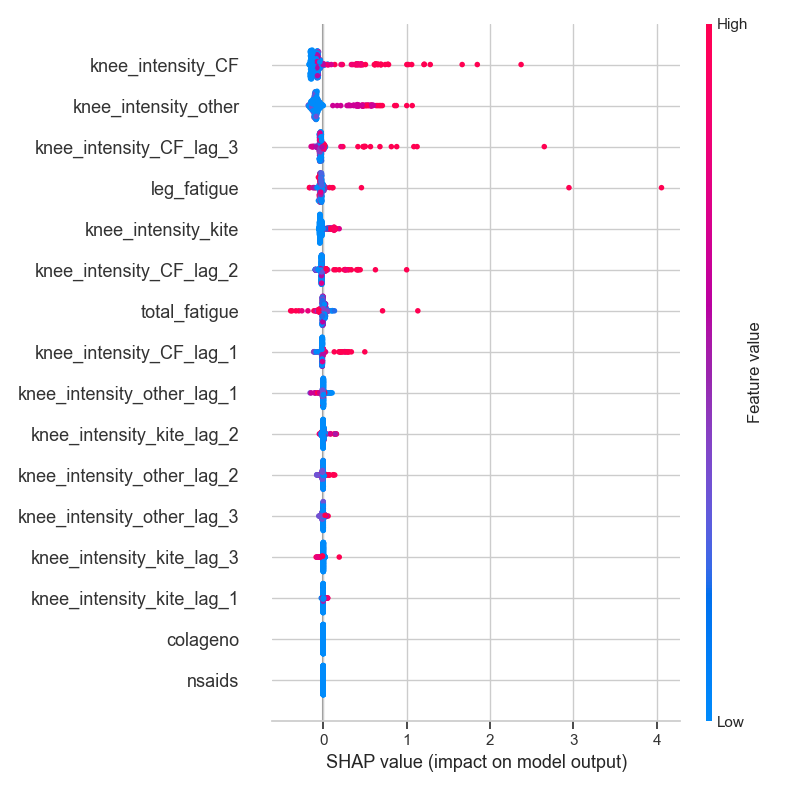 High
knee_intensity_CF
knee_intensity_other
knee_intensity_CF_lag_3
leg_fatigue
knee_intensity_kite
knee_intensity_CF_lag_2
total_fatigue
knee_intensity_CF_lag_1
knee_intensity_other_lag_1
knee_intensity_kite_lag_2
knee_intensity_other_lag_2
knee_intensity_other_lag_3
knee_intensity_kite_lag_3
knee_intensity_kite_lag_1
colageno
nsaids
Feature value
Low
0 1 2 3 4
SHAP value (impact on model output)